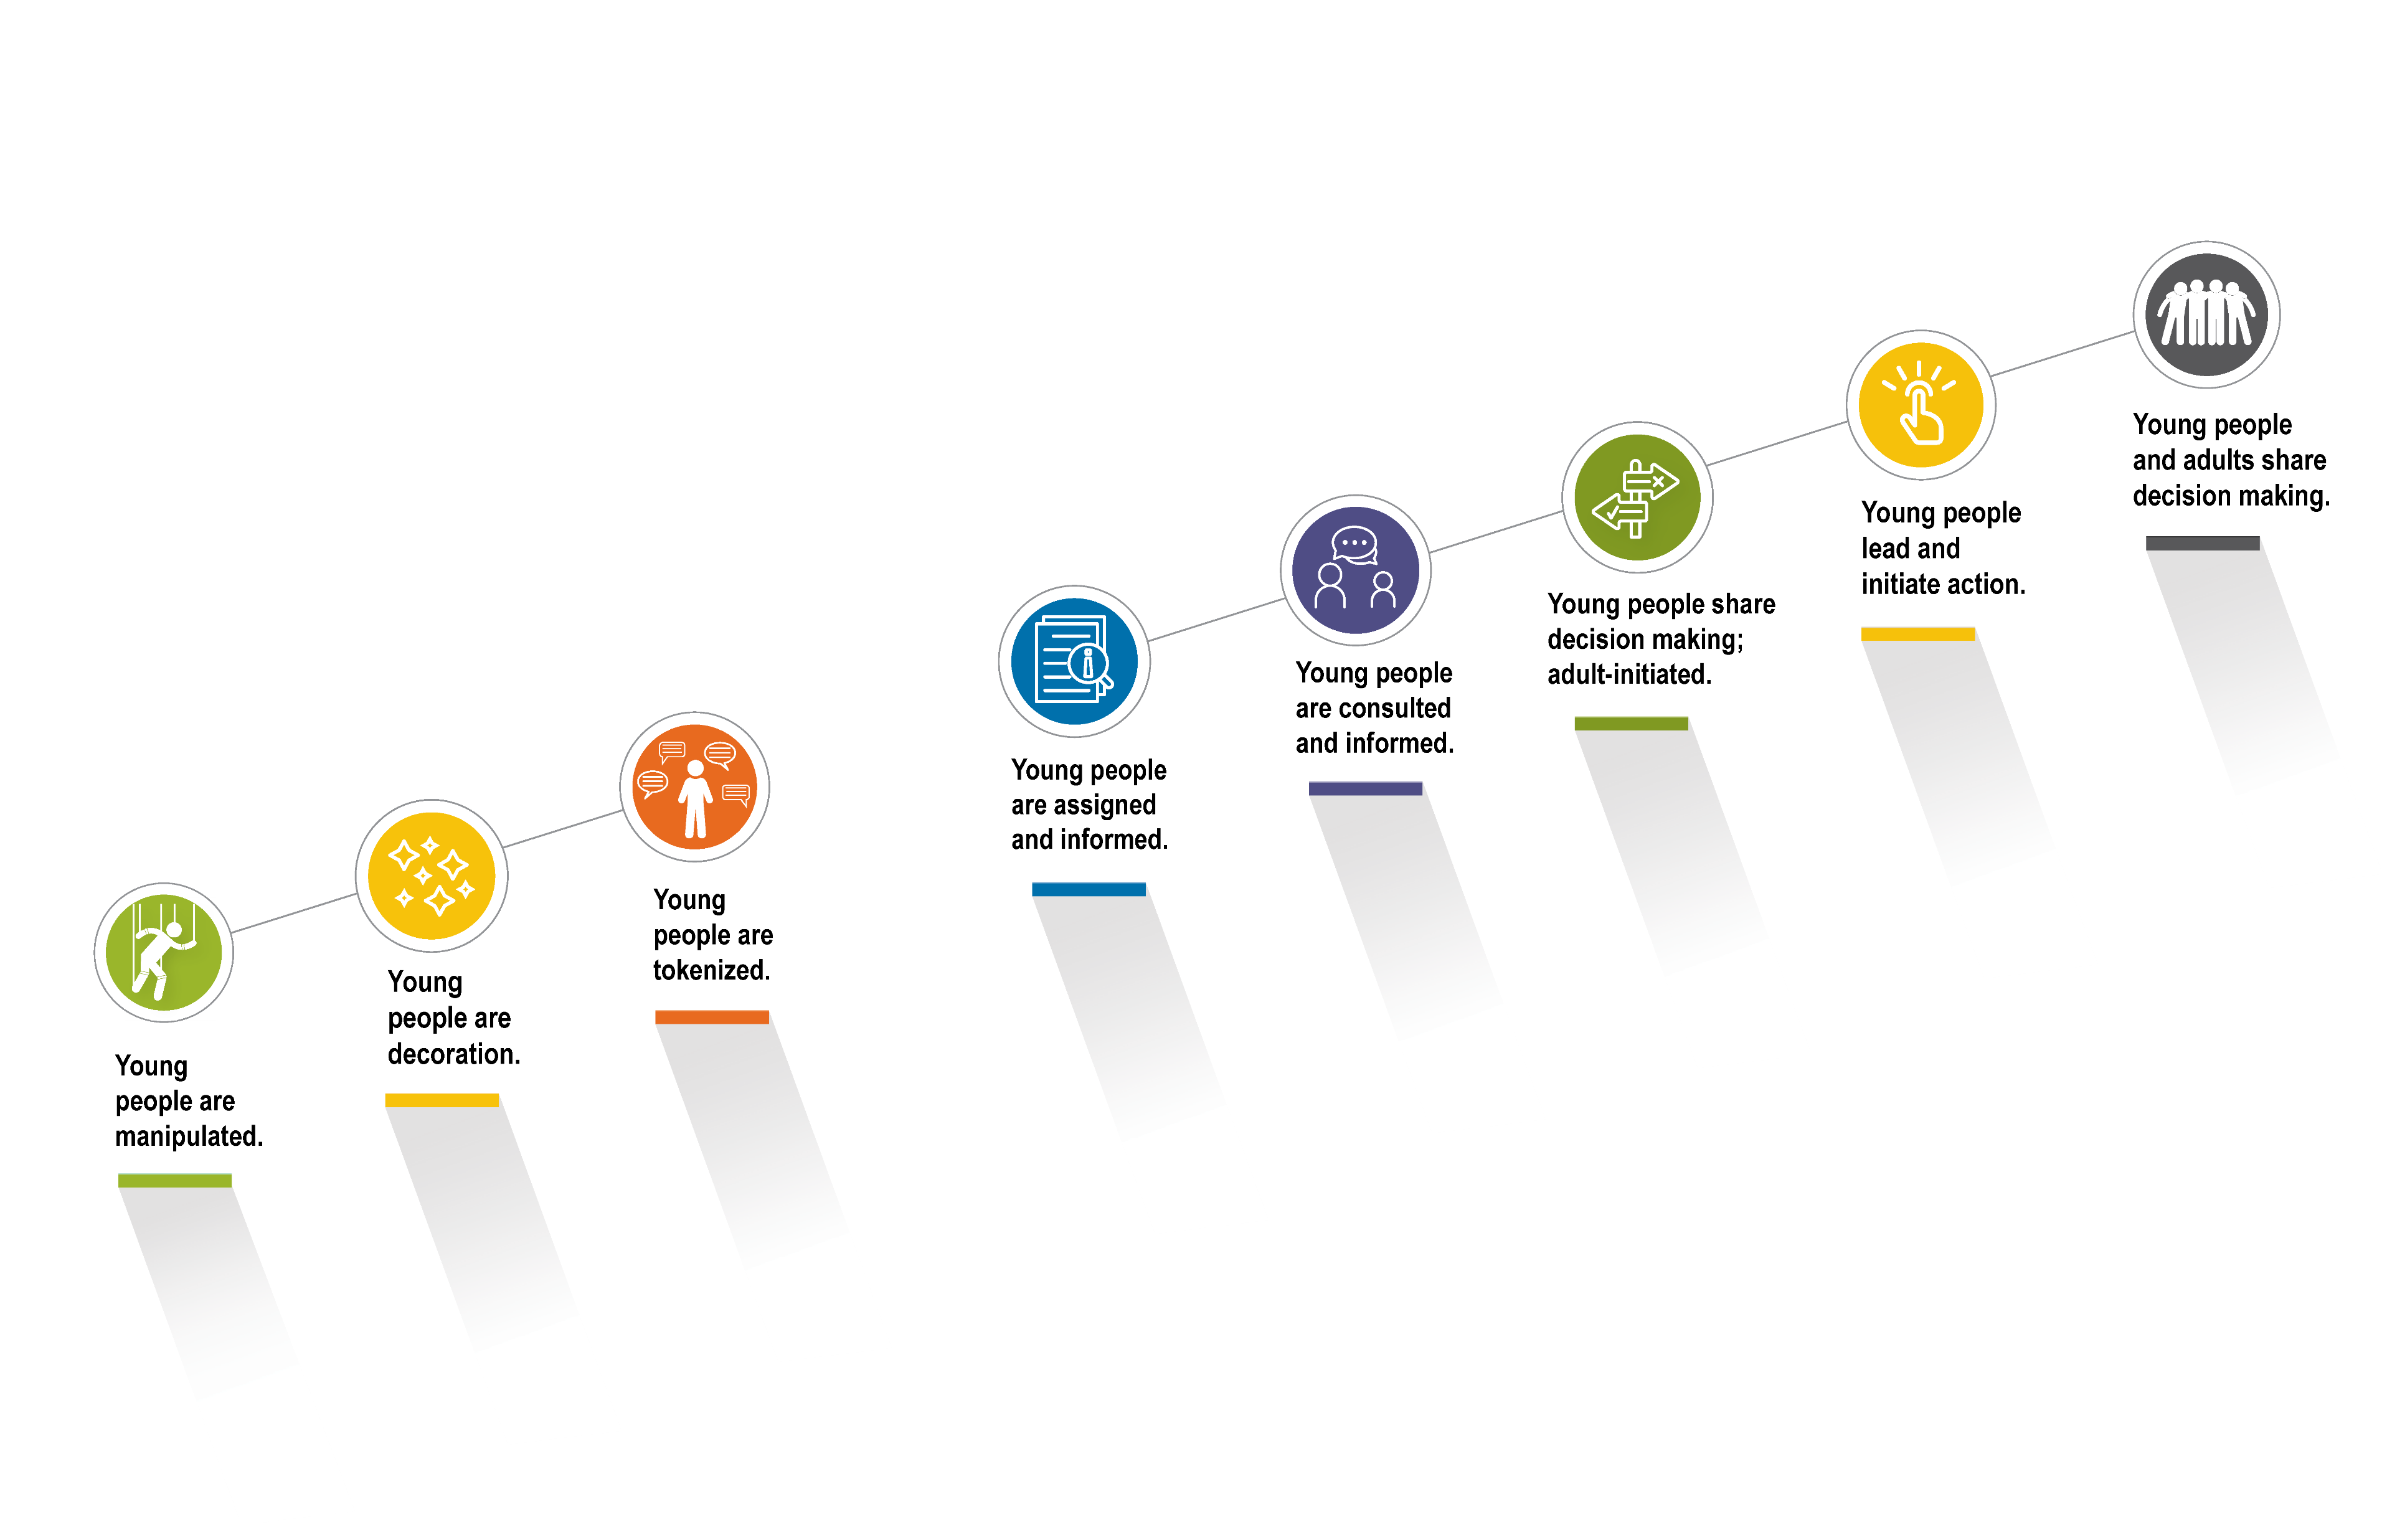 Young
people are
manipulated.
Young
people are
decoration.
Young
people are
tokenized.
Young people
are assigned
and informed.
Young people
are consulted
and informed.
Young people share
decision making;
adult-initiated.
Young people
lead and
initiate action.
Young people
and adults share
decision making.